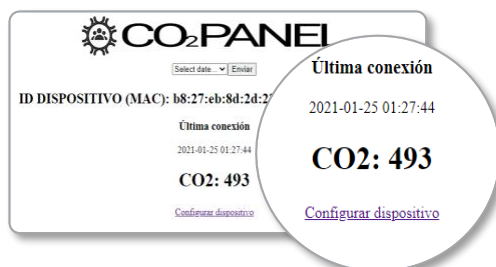 CO₂PANEL
Select date... Enviar
ID DISPOSITIVO (MAC): b8:27:eb:8d:2d:2
Última conexión
2021-01-25 01:27:44
CO2: 493
Configurar dispositivo
Última conexión
2021-01-25 01:27:44
CO2: 493
Configurar dispositivo